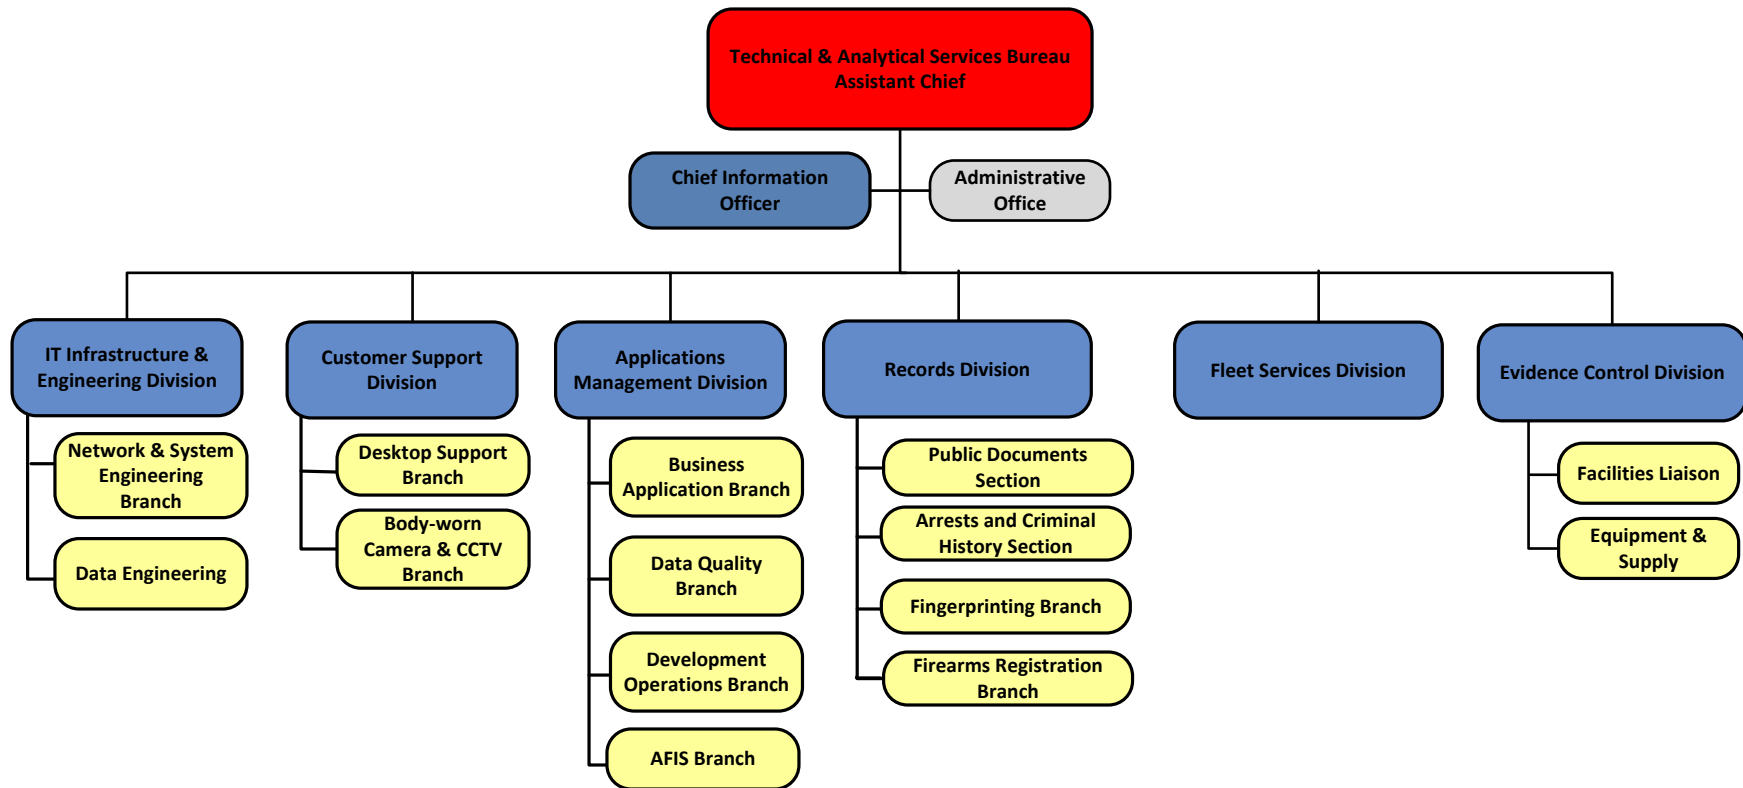 Technical & Analytical Services Bureau
Assistant Chief
Chief Information
Officer
Administrative
Office
IT Infrastructure &
Engineering Division
Customer Support
Division
Applications
Management Division
Records Division
Fleet Services Division
Evidence Control Division
Network & System
Engineering
Branch
Data Engineering
Desktop Support
Branch
Body-worn
Camera & CCTV
Branch
Business
Application Branch
Data Quality
Branch
Development
Operations Branch
AFIS Branch
Public Documents
Section
Arrests and Criminal
History Section
Fingerprinting Branch
Firearms Registration
Branch
Facilities Liaison
Equipment &
Supply